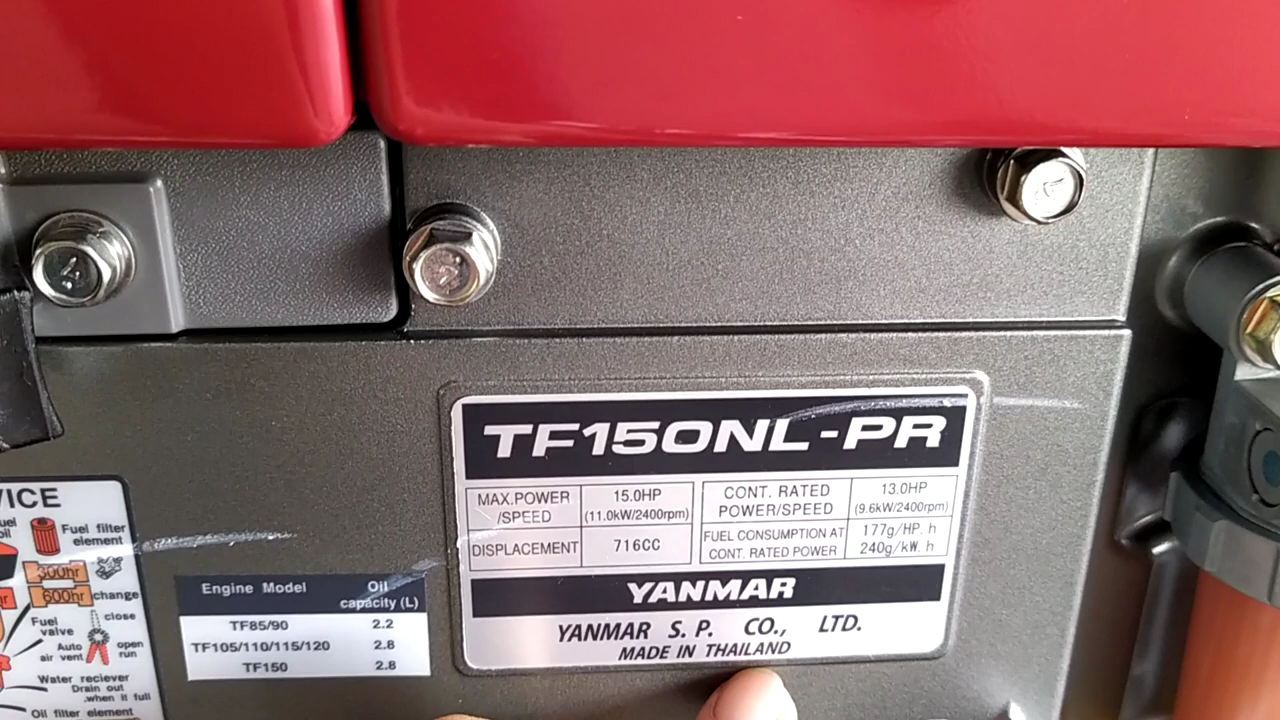 TF150NL-PR
MAX.POWER /SPEED 15.0HP (11.0kW/2400rpm)
CONT. RATED POWER/SPEED 13.0HP (9.6kW/2400rpm)
DISPLACEMENT 716CC
FUEL CONSUMPTION AT CONT. RATED POWER 177g/HP. h 240g/kW. h
YANMAR
YANMAR S. P. CO., LTD.
MADE IN THAILAND
Engine Model Oil capacity (L)
TF85/90 2.2
TF105/110/115/120 2.8
TF150 2.8
VICE
Fuel filter element
300hr
600hr change
Fuel valve
close
Auto air vent
open run
Water reciever
Drain out
.when it full
Oil filter element